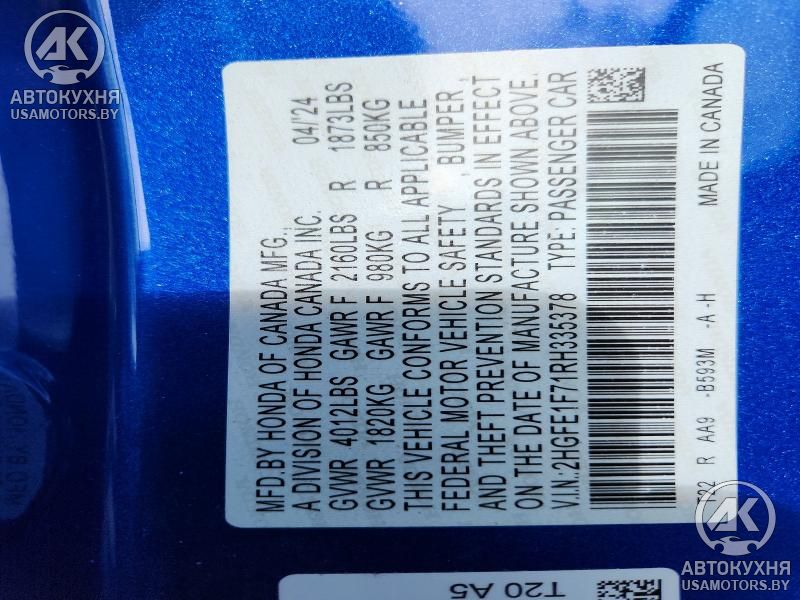 MFD.BY HONDA OF CANADA MFG., 04/24
A DIVISION OF HONDA CANADA INC.
GVWR 4012LBS GAWR F 2160LBS R 1873LBS
GVWR 1820KG GAWR F 980KG R 850KG
THIS VEHICLE CONFORMS TO ALL APPLICABLE
FEDERAL MOTOR VEHICLE SAFETY , BUMPER ,
AND THEFT PREVENTION STANDARDS IN EFFECT
ON THE DATE OF MANUFACTURE SHOWN ABOVE.
V.I.N.:2HGFE1F71RH335378 TYPE: PASSENGER CAR
R AA9 -B593M -A -H MADE IN CANADA
T20 A5
АК
АВТОКУХНЯ
USAMOTORS.BY
АК
АВТОКУХНЯ
USAMOTORS.BY